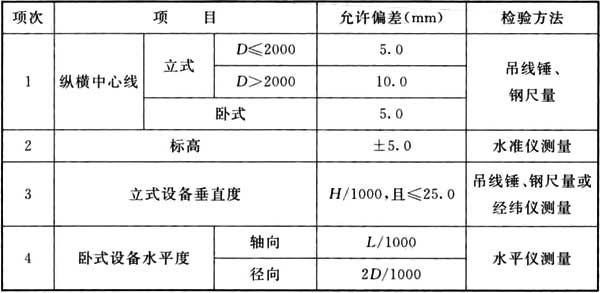 项次 项 目 允许偏差(mm) 检验方法
1 纵横中心线 立式 D≤2000 5.0 吊线锤、
钢尺量
D>2000 10.0
卧式 5.0
2 标高 ±5.0 水准仪测量
3 立式设备垂直度 H/1000,且≤25.0 吊线锤、钢尺量或
经纬仪测量
4 卧式设备水平度 轴向 L/1000 水平仪测量
径向 2D/1000